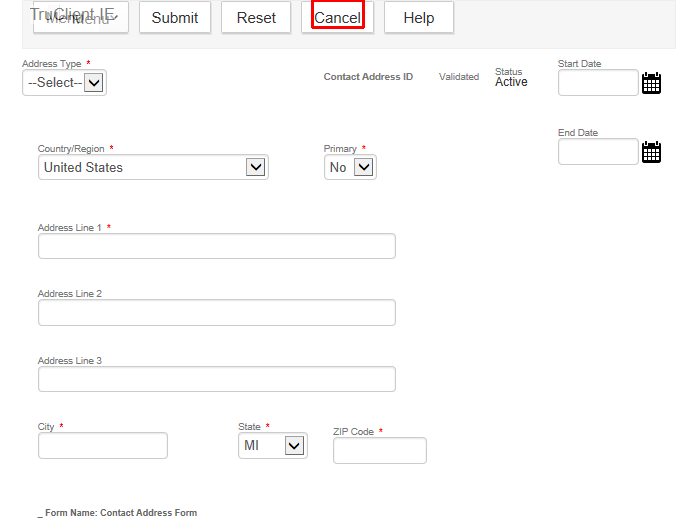 TruClient IE
Menu Submit Reset Cancel Help
Address Type * Contact Address ID Validated Status Start Date
--Select-- Active
End Date
Country/Region * Primary *
United States No
Address Line 1 *
Address Line 2
Address Line 3
City * State * ZIP Code *
MI
_ Form Name: Contact Address Form